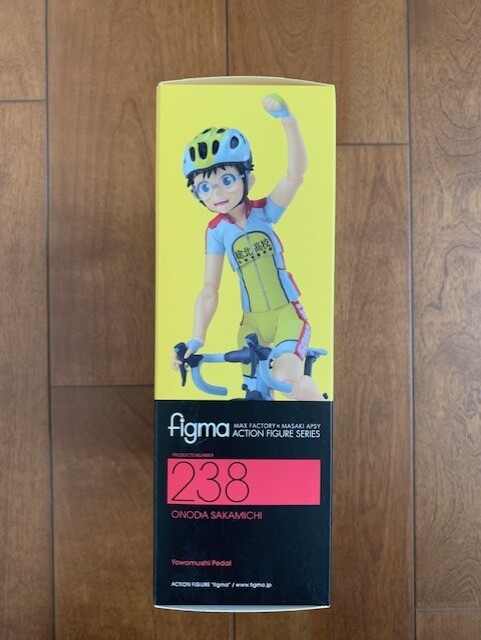 総北高校
figma MAX FACTORY × MASAKI APSY
ACTION FIGURE SERIES
PRODUCTS NUMBER
238
ONODA SAKAMICHI
Yowamushi Pedal
ACTION FIGURE "figma" / www.figma.jp